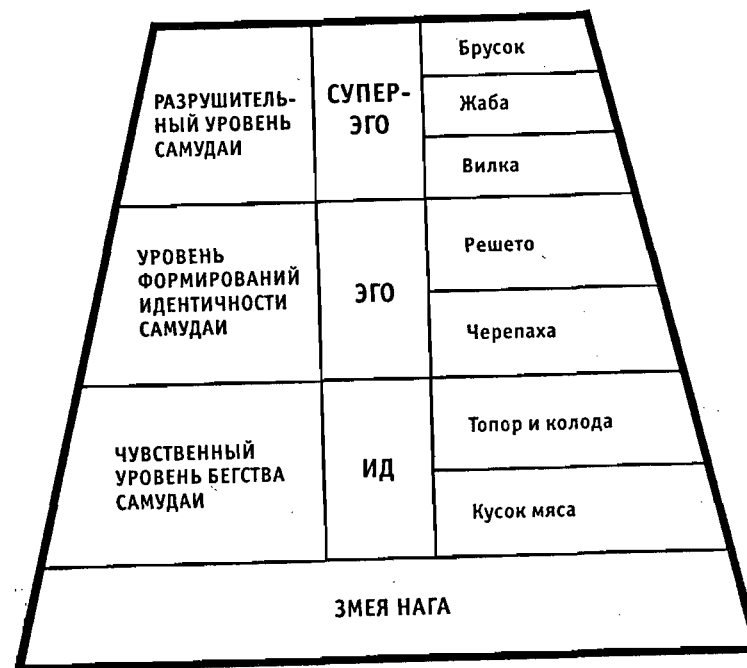 РАЗРУШИТЕЛЬ-
НЫЙ УРОВЕНЬ
САМУДАИ
СУПЕР-
ЭГО
Брусок
Жаба
Вилка
УРОВЕНЬ
ФОРМИРОВАНИЙ
ИДЕНТИЧНОСТИ
САМУДАИ
ЭГО
Решето
Черепаха
ЧУВСТВЕННЫЙ
УРОВЕНЬ БЕГСТВА
САМУДАИ
ИД
Топор и колода
Кусок мяса
ЗМЕЯ НАГА